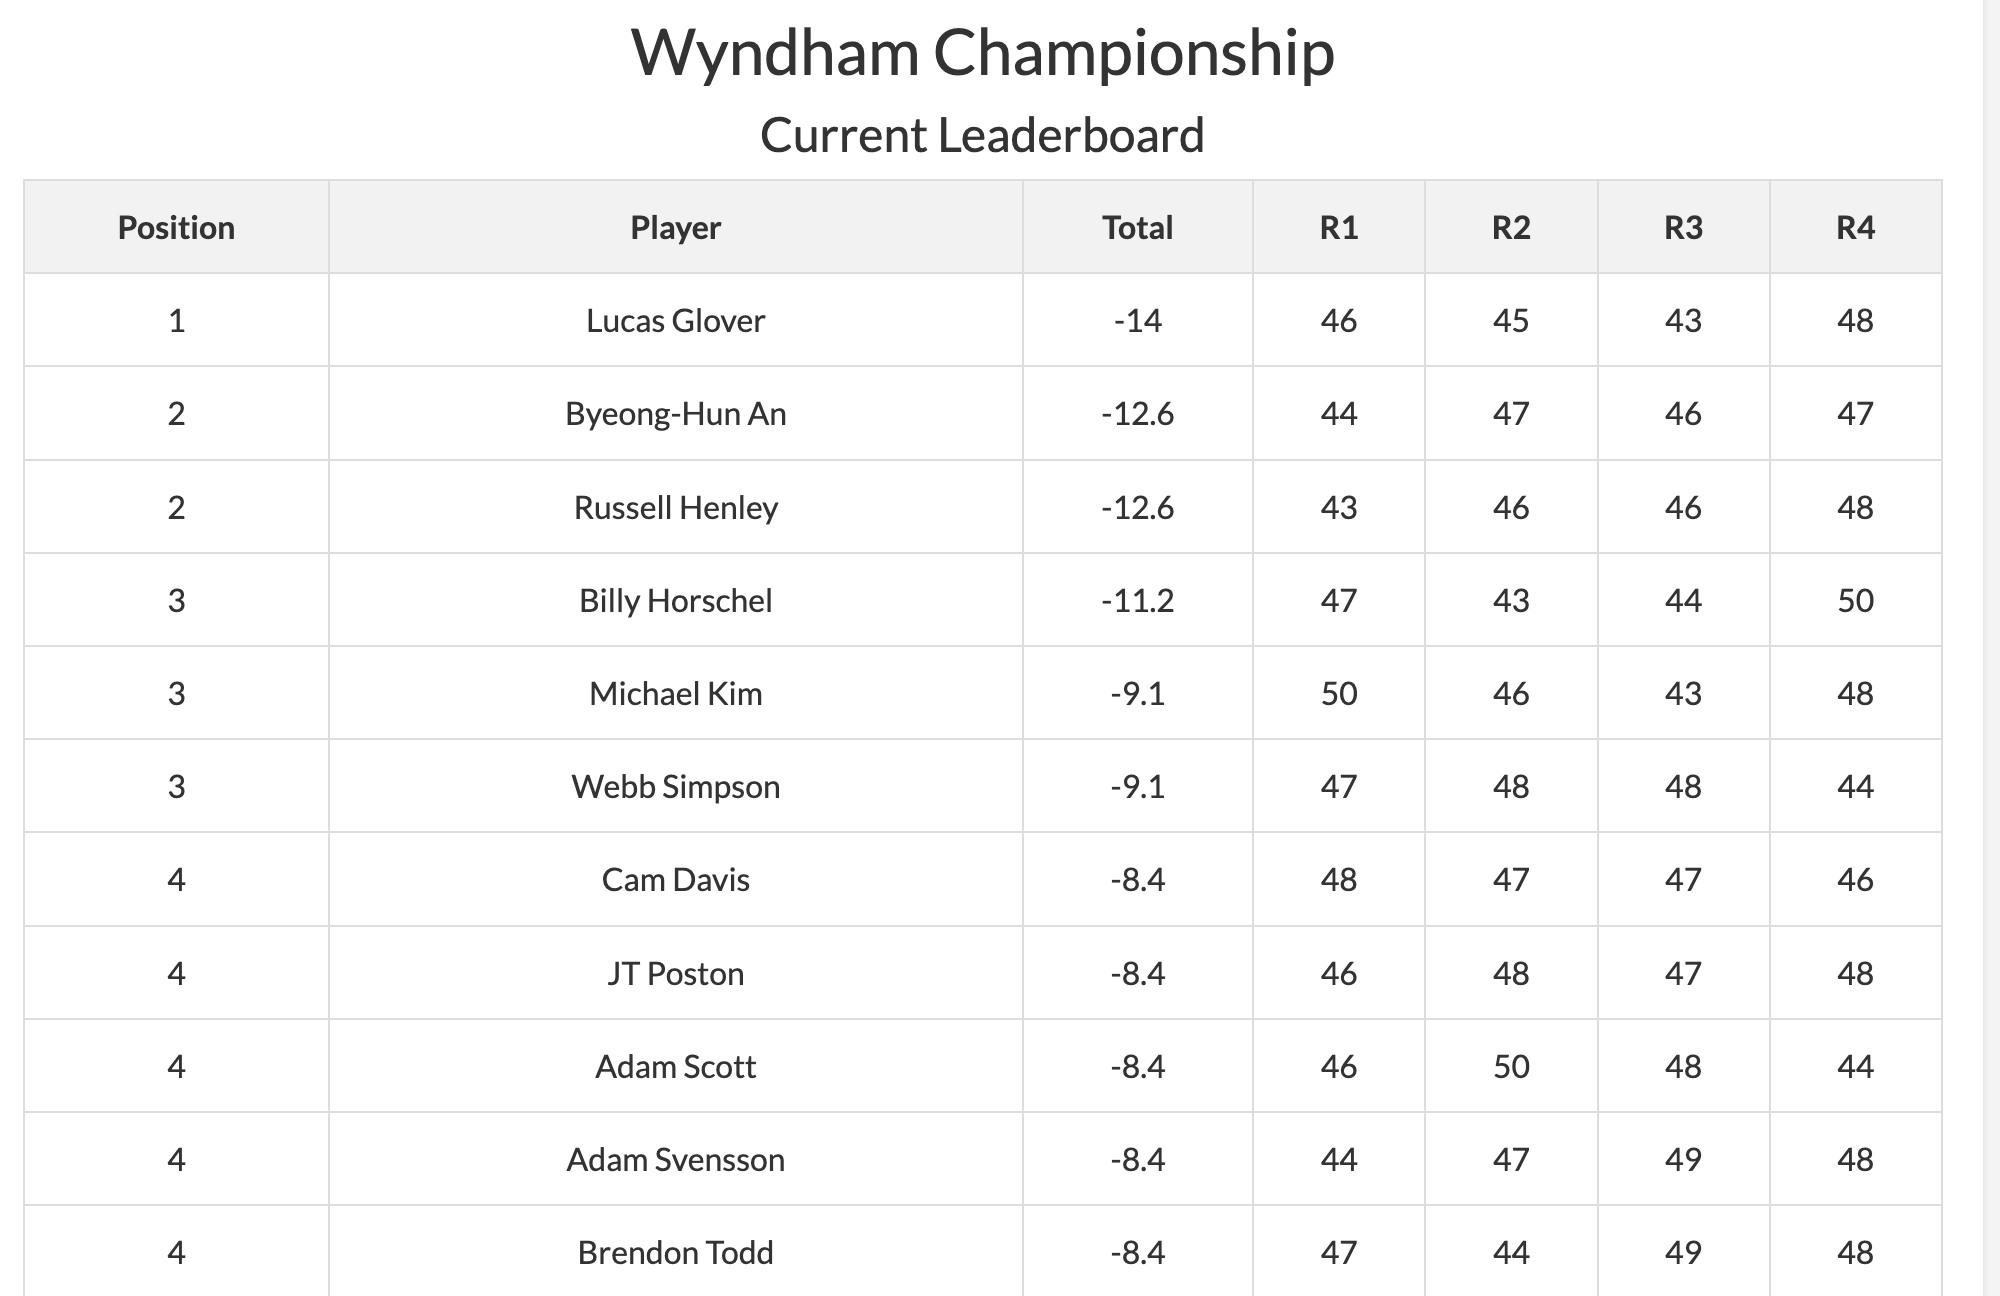 Wyndham Championship
Current Leaderboard
Position Player Total R1 R2 R3 R4
1 Lucas Glover -14 46 45 43 48
2 Byeong-Hun An -12.6 44 47 46 47
2 Russell Henley -12.6 43 46 46 48
3 Billy Horschel -11.2 47 43 44 50
3 Michael Kim -9.1 50 46 43 48
3 Webb Simpson -9.1 47 48 48 44
4 Cam Davis -8.4 48 47 47 46
4 JT Poston -8.4 46 48 47 48
4 Adam Scott -8.4 46 50 48 44
4 Adam Svensson -8.4 44 47 49 48
4 Brendon Todd -8.4 47 44 49 48